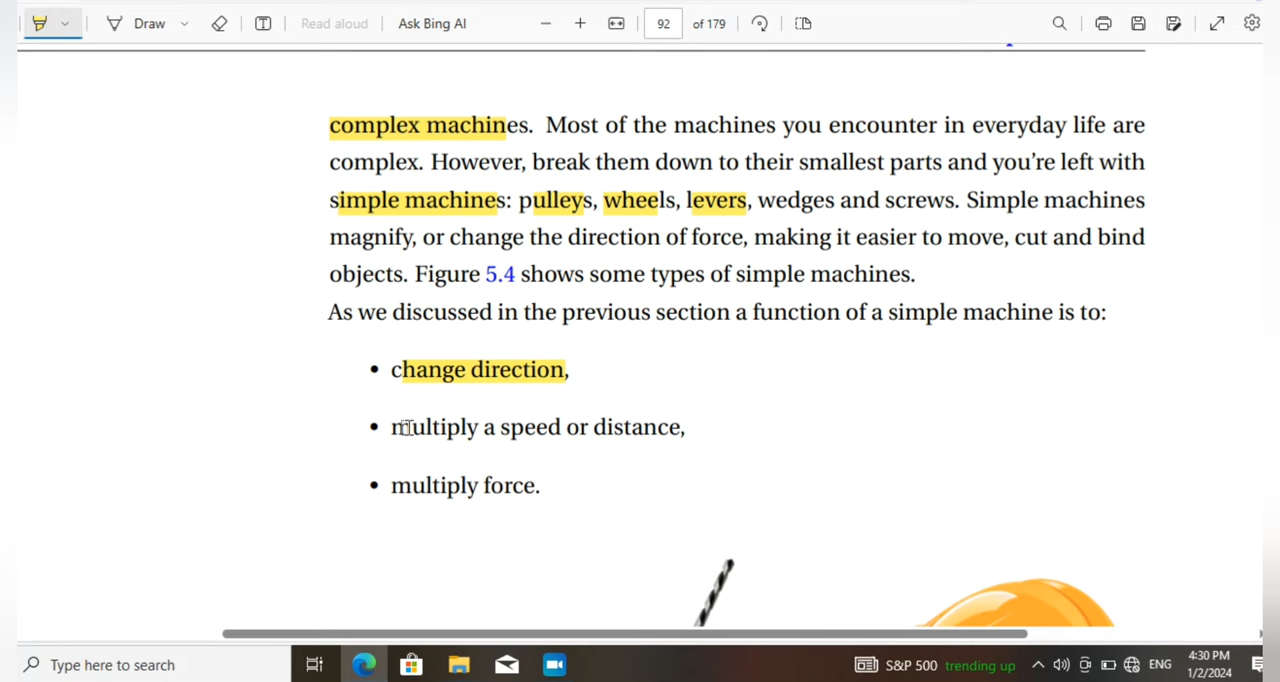 Draw
Read aloud
Ask Bing AI
92
of 179
complex machines. Most of the machines you encounter in everyday life are
complex. However, break them down to their smallest parts and you’re left with
simple machines: pulleys, wheels, levers, wedges and screws. Simple machines
magnify, or change the direction of force, making it easier to move, cut and bind
objects. Figure 5.4 shows some types of simple machines.
As we discussed in the previous section a function of a simple machine is to:
• change direction,
• multiply a speed or distance,
• multiply force.
Type here to search
S&P 500 trending up
ENG
4:30 PM
1/2/2024